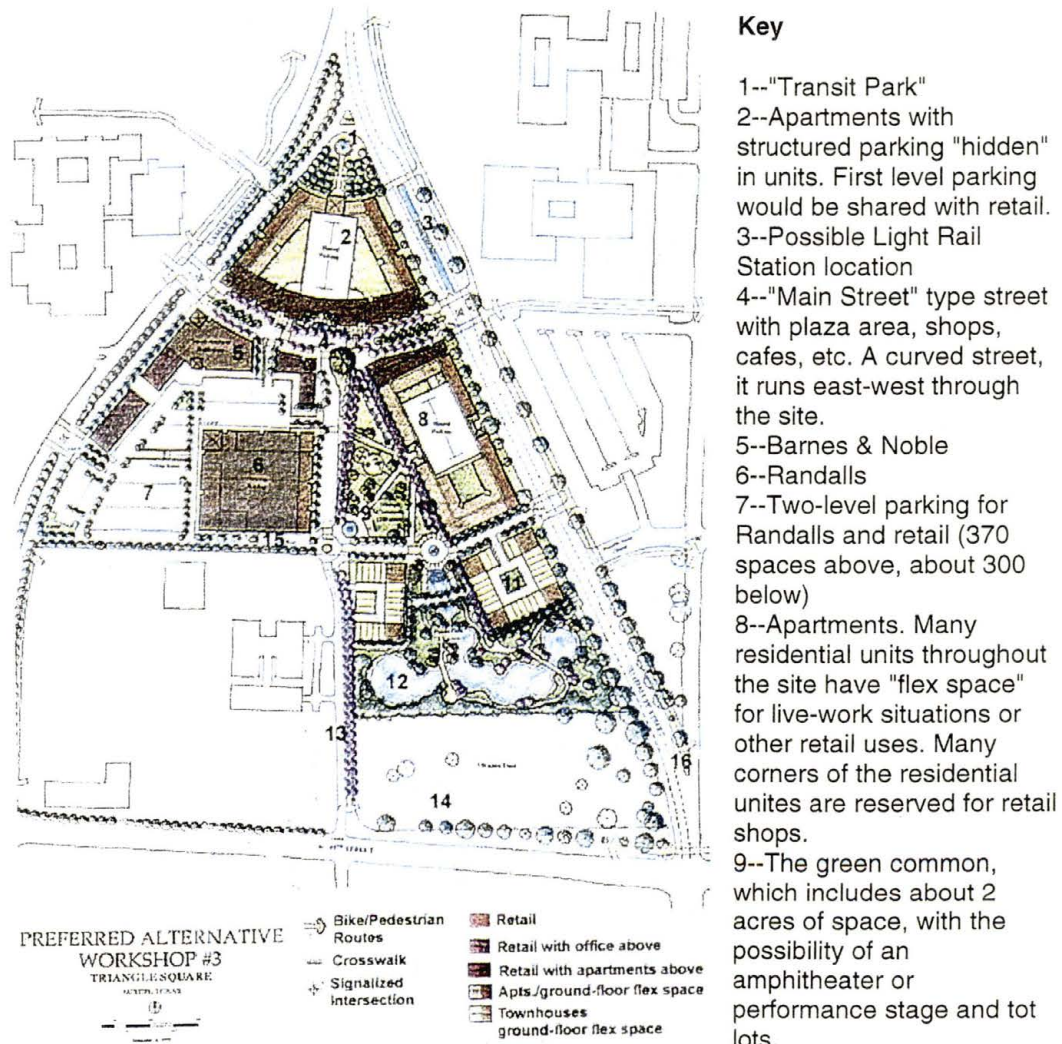 Key
1--"Transit Park"
2--Apartments with
structured parking "hidden"
in units. First level parking
would be shared with retail.
3--Possible Light Rail
Station location
4--"Main Street" type street
with plaza area, shops,
cafes, etc. A curved street,
it runs east-west through
the site.
5--Barnes & Noble
6--Randalls
7--Two-level parking for
Randalls and retail (370
spaces above, about 300
below)
8--Apartments. Many
residential units throughout
the site have "flex space"
for live-work situations or
other retail uses. Many
corners of the residential
unites are reserved for retail
shops.
9--The green common,
which includes about 2
acres of space, with the
possibility of an
amphitheater or
performance stage and tot
lots
1
2
3
4
5
6
7
8
9
11
12
13
14
15
16
PREFERRED ALTERNATIVE
WORKSHOP #3
TRIANGLE SQUARE
Bike/Pedestrian
Routes
Crosswalk
Signalized
Intersection
Retail
Retail with office above
Retail with apartments above
Apts./ground-floor flex space
Townhouses
ground-floor flex space